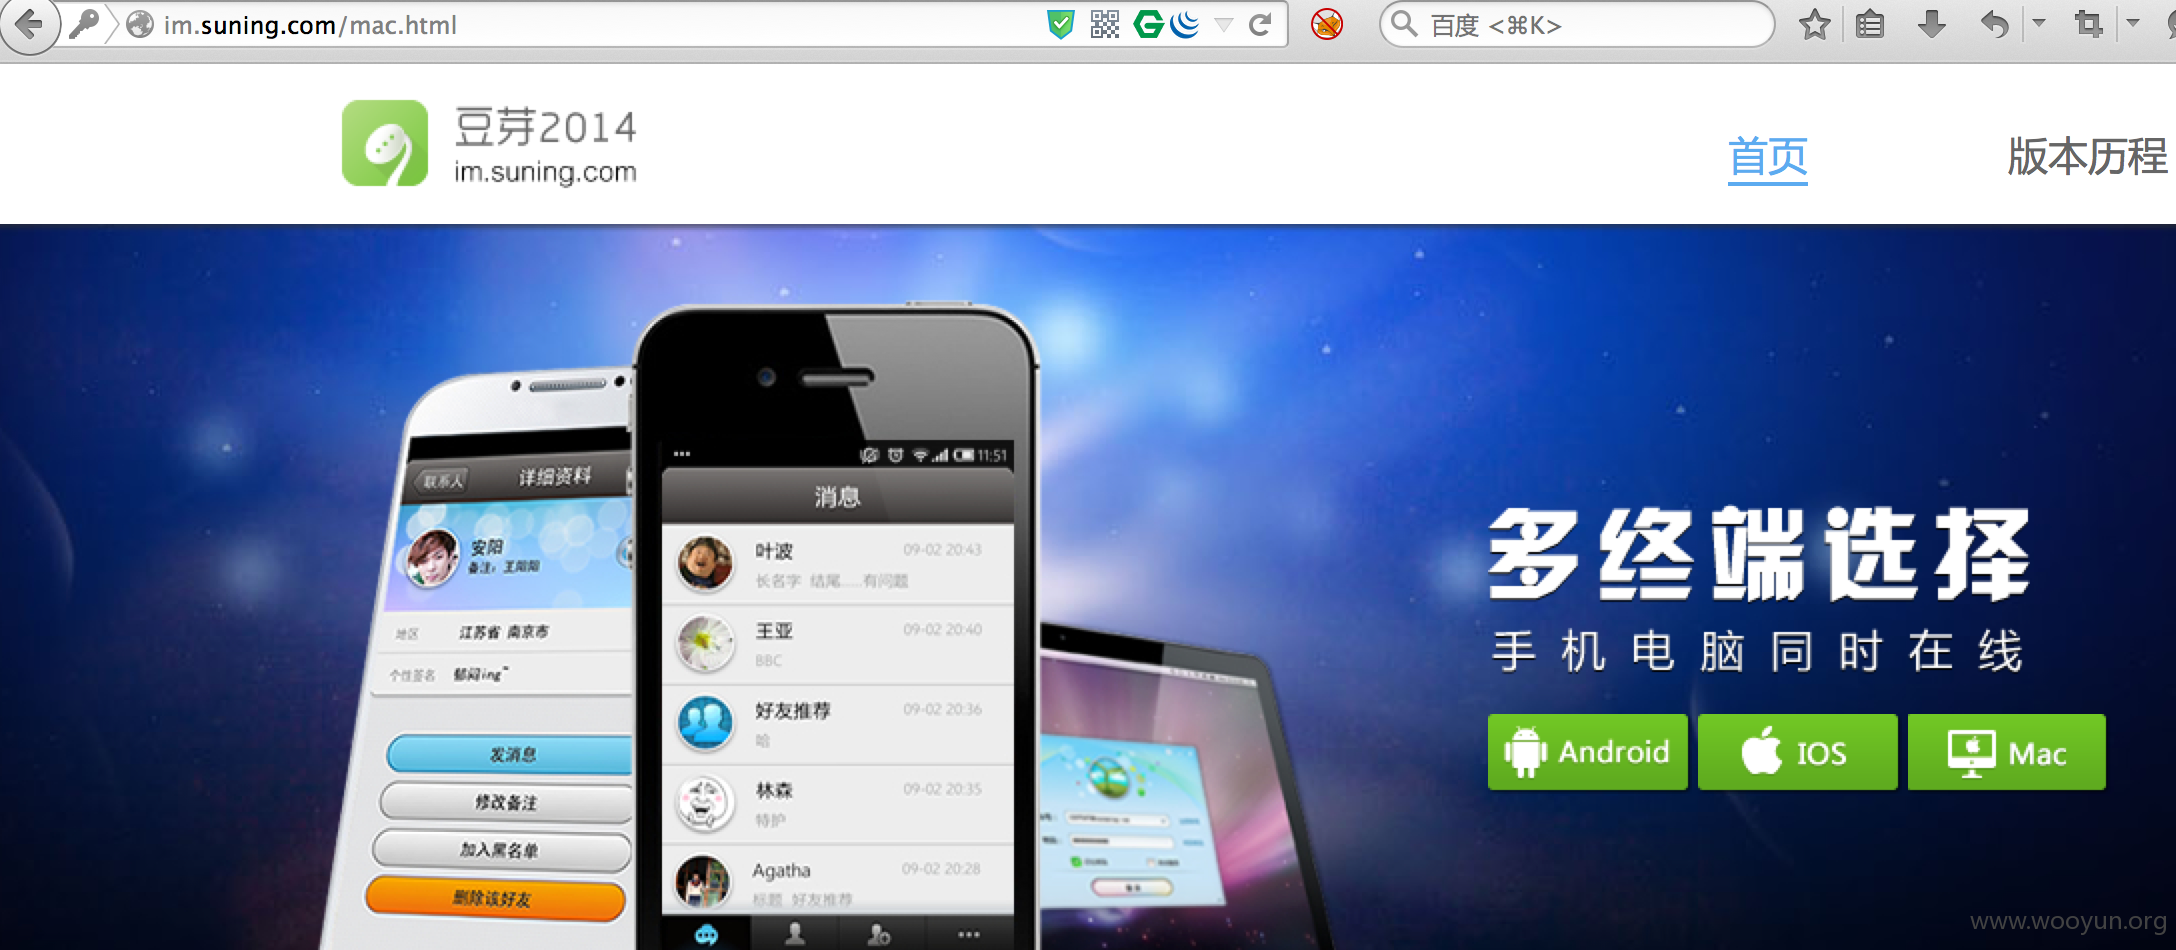 im.suning.com/mac.html
百度 <⌘K>
豆芽2014
im.suning.com
首页
版本历程
联系人
详细资料
安阳
备注: 王阳阳
地区
江苏省 南京市
个性签名
郁闷ing~
发消息
修改备注
加入黑名单
删除该好友
11:51
消息
叶波
09-02 20:43
长名字 结尾......有问题
王亚
09-02 20:40
BBC
好友推荐
09-02 20:36
哈
林森
09-02 20:35
特护
Agatha
09-02 20:28
标题 好友推荐
多终端选择
手机电脑同时在线
Android
IOS
Mac
www.wooyun.org